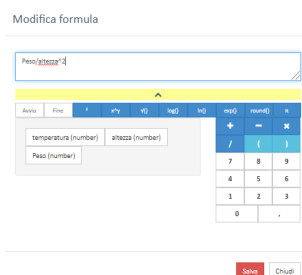 Modifica formula
Peso/altezza^2
Avvio Fine ² x^y √() log() ln() exp() round() π
temperatura (number) altezza (number)
Peso (number)
+ − ×
/ ( )
7 8 9
4 5 6
1 2 3
0 ,
Salva Chiudi